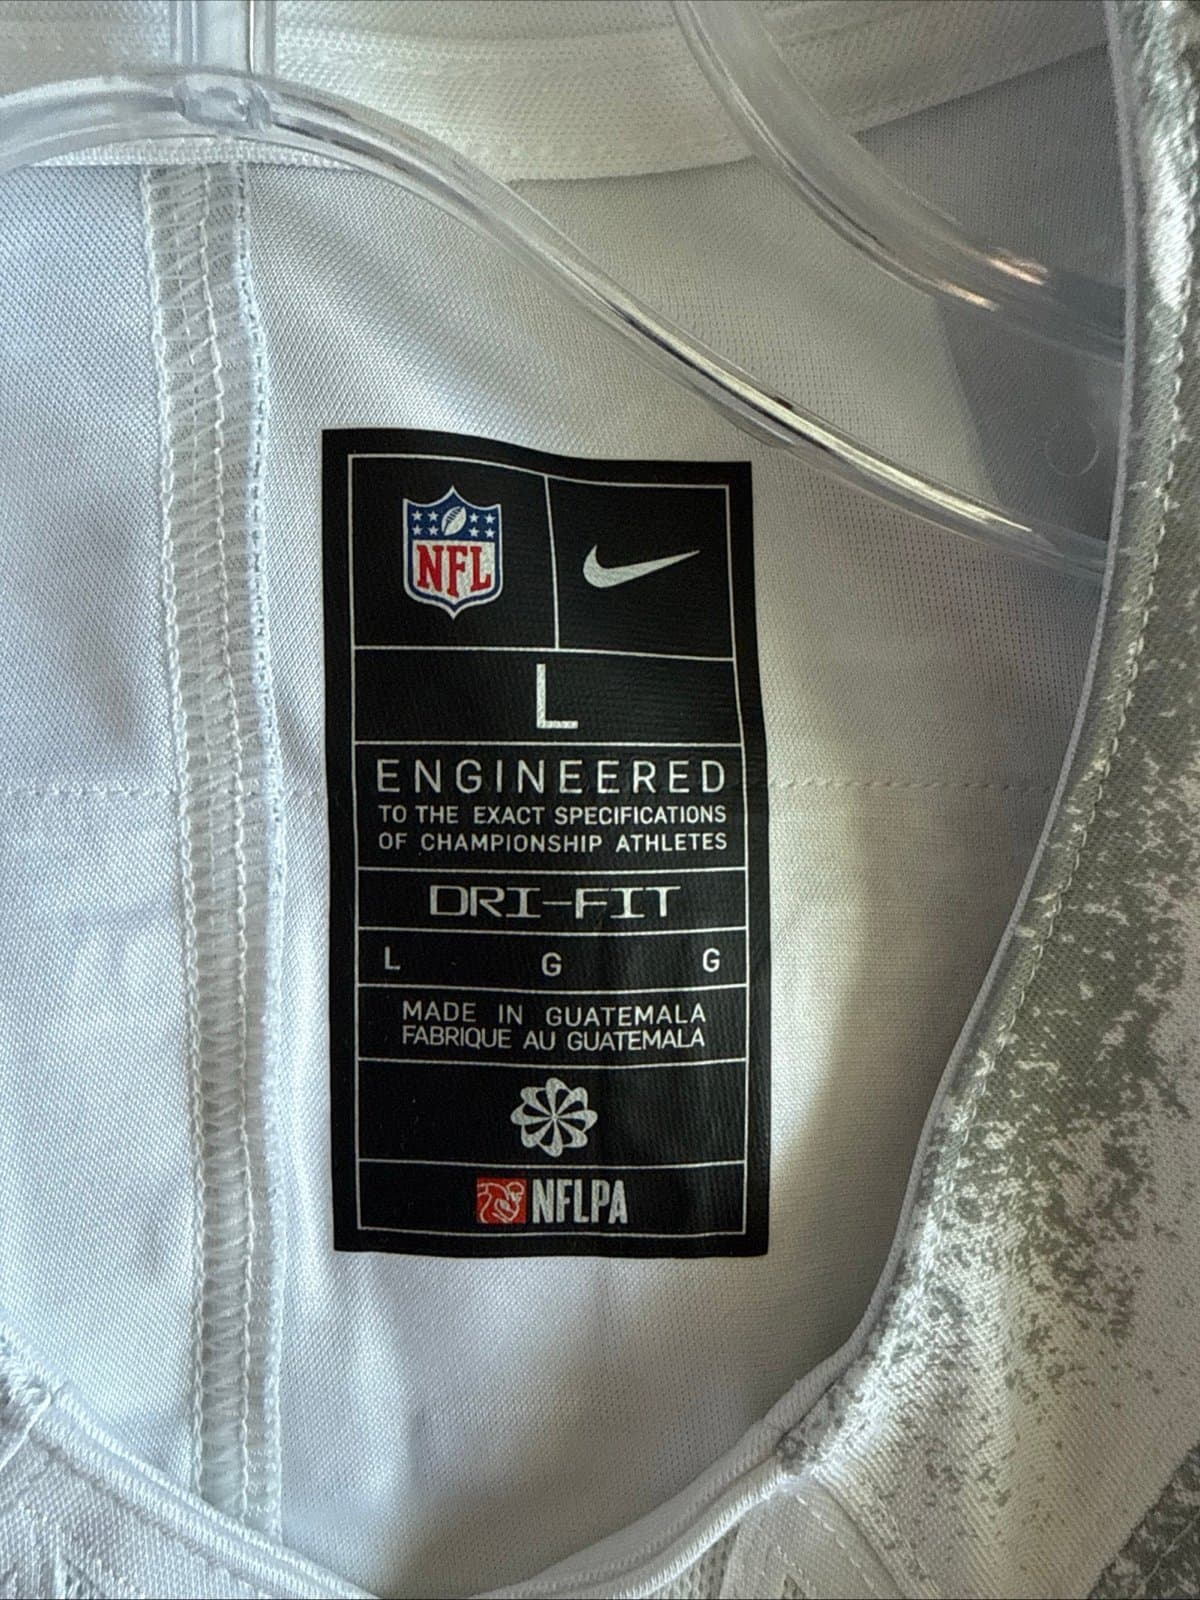 NFL
L
ENGINEERED
TO THE EXACT SPECIFICATIONS
OF CHAMPIONSHIP ATHLETES
DRI-FIT
L G G
MADE IN GUATEMALA
FABRIQUE AU GUATEMALA
NFLPA